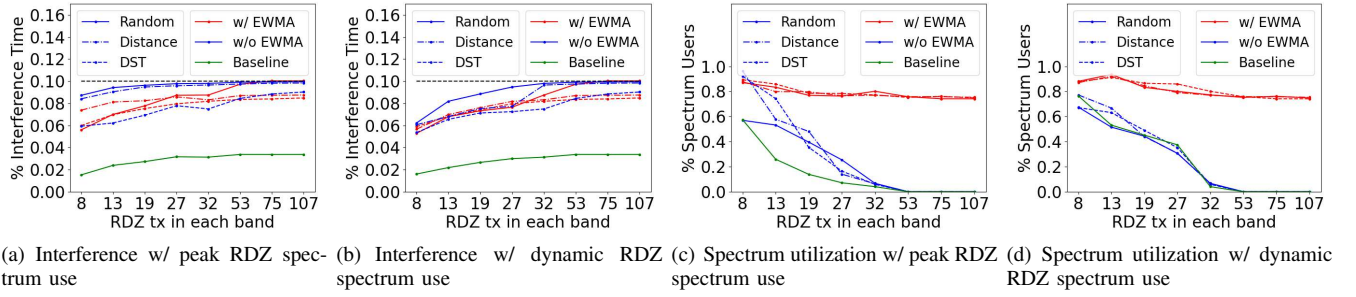 % Interference Time
0.16
0.14
0.12
0.10
0.08
0.06
0.04
0.02
0.00
Random
Distance
DST
w/ EWMA
w/o EWMA
Baseline
8 13 19 27 32 53 75 107
RDZ tx in each band
(a) Interference w/ peak RDZ spec-
trum use
% Interference Time
0.16
0.14
0.12
0.10
0.08
0.06
0.04
0.02
0.00
Random
Distance
DST
w/ EWMA
w/o EWMA
Baseline
8 13 19 27 32 53 75 107
RDZ tx in each band
(b) Interference w/ dynamic RDZ
spectrum use
% Spectrum Users
1.0
0.8
0.6
0.4
0.2
0.0
Random
Distance
DST
w/ EWMA
w/o EWMA
Baseline
8 13 19 27 32 53 75 107
RDZ tx in each band
(c) Spectrum utilization w/ peak RDZ
spectrum use
% Spectrum Users
1.0
0.8
0.6
0.4
0.2
0.0
Random
Distance
DST
w/ EWMA
w/o EWMA
Baseline
8 13 19 27 32 53 75 107
RDZ tx in each band
(d) Spectrum utilization w/ dynamic
RDZ spectrum use